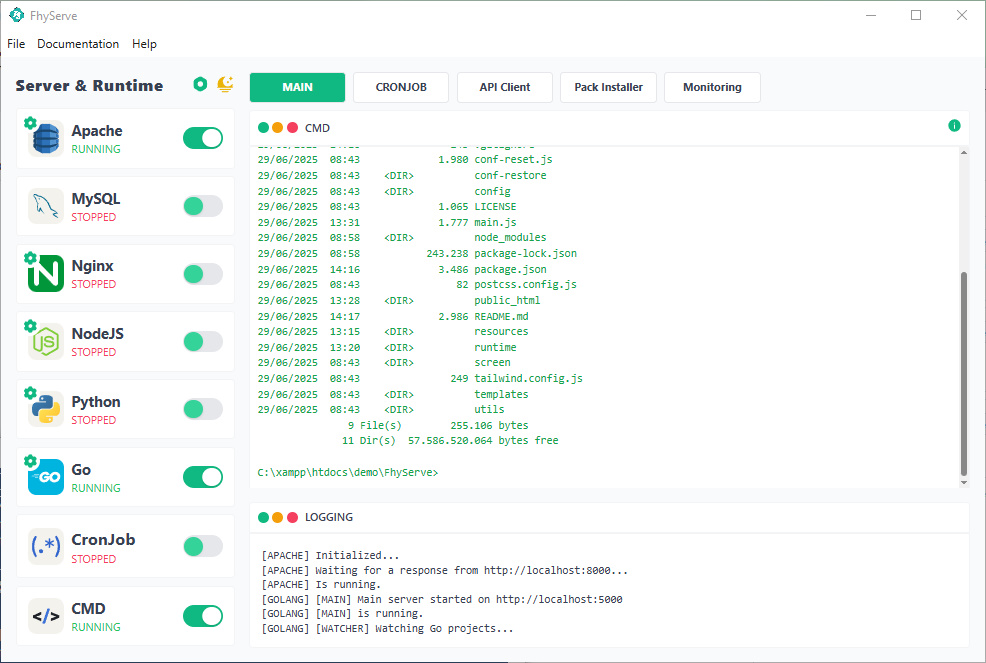 FhyServe
File Documentation Help
Server & Runtime
Apache
RUNNING
MySQL
STOPPED
Nginx
STOPPED
NodeJS
STOPPED
Python
STOPPED
GO
Go
RUNNING
(.*)
CronJob
STOPPED
</>
CMD
RUNNING
MAIN CRONJOB API Client Pack Installer Monitoring
CMD
29/06/2025 08:43 1.980 conf-reset.js
29/06/2025 08:43 <DIR> conf-restore
29/06/2025 08:43 <DIR> config
29/06/2025 08:43 1.065 LICENSE
29/06/2025 13:31 1.777 main.js
29/06/2025 08:58 <DIR> node_modules
29/06/2025 08:58 243.238 package-lock.json
29/06/2025 14:16 3.486 package.json
29/06/2025 08:43 82 postcss.config.js
29/06/2025 13:28 <DIR> public_html
29/06/2025 14:17 2.986 README.md
29/06/2025 13:15 <DIR> resources
29/06/2025 13:20 <DIR> runtime
29/06/2025 08:43 <DIR> screen
29/06/2025 08:43 249 tailwind.config.js
29/06/2025 08:43 <DIR> templates
29/06/2025 08:43 <DIR> utils
9 File(s) 255.106 bytes
11 Dir(s) 57.586.520.064 bytes free
C:\xampp\htdocs\demo\FhyServe>
LOGGING
[APACHE] Initialized...
[APACHE] Waiting for a response from http://localhost:8000...
[APACHE] Is running.
[GOLANG] [MAIN] Main server started on http://localhost:5000
[GOLANG] [MAIN] is running.
[GOLANG] [WATCHER] Watching Go projects...